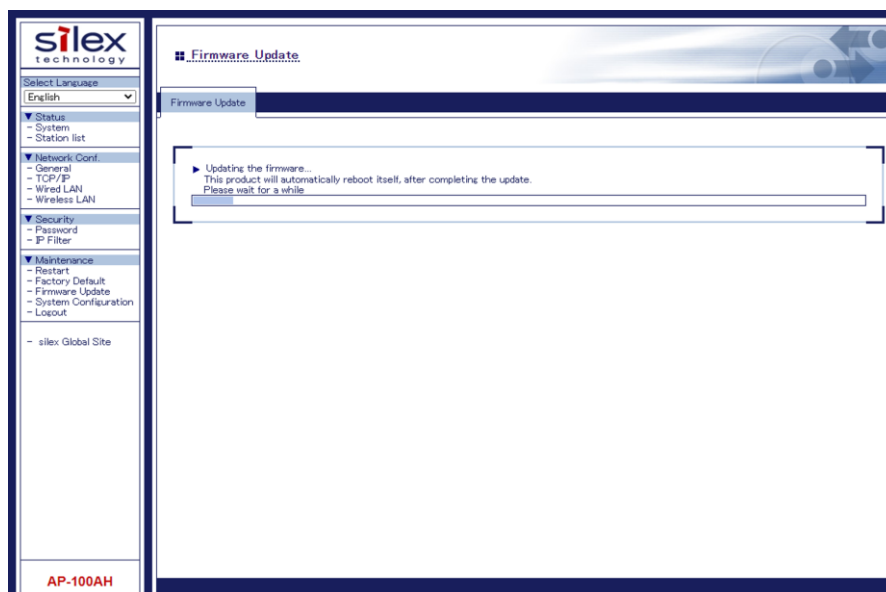 silex
technology
Select Language
English
▼ Status
- System
- Station list
▼ Network Conf.
- General
- TCP/IP
- Wired LAN
- Wireless LAN
▼ Security
- Password
- IP Filter
▼ Maintenance
- Restart
- Factory Default
- Firmware Update
- System Configuration
- Logout
- silex Global Site
AP-100AH
Firmware Update
Firmware Update
Updating the firmware...
This product will automatically reboot itself, after completing the update.
Please wait for a while